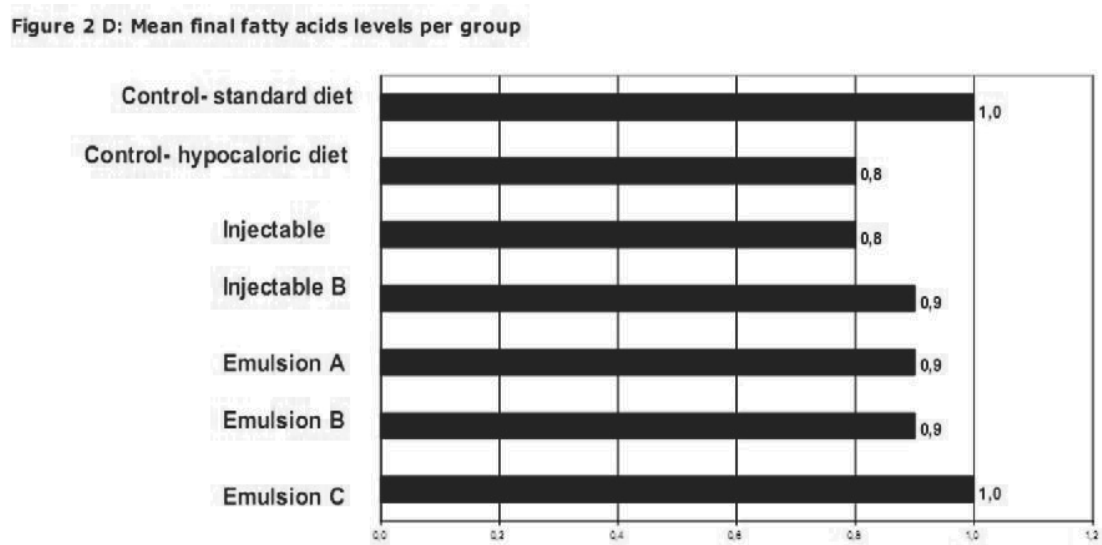 Figure 2 D: Mean final fatty acids levels per group
Control- standard diet
1,0
Control- hypocaloric diet
0,8
Injectable
0,8
Injectable B
0,9
Emulsion A
0,9
Emulsion B
0,9
Emulsion C
1,0
0,0 0,2 0,4 0,6 0,8 1,0 1,2